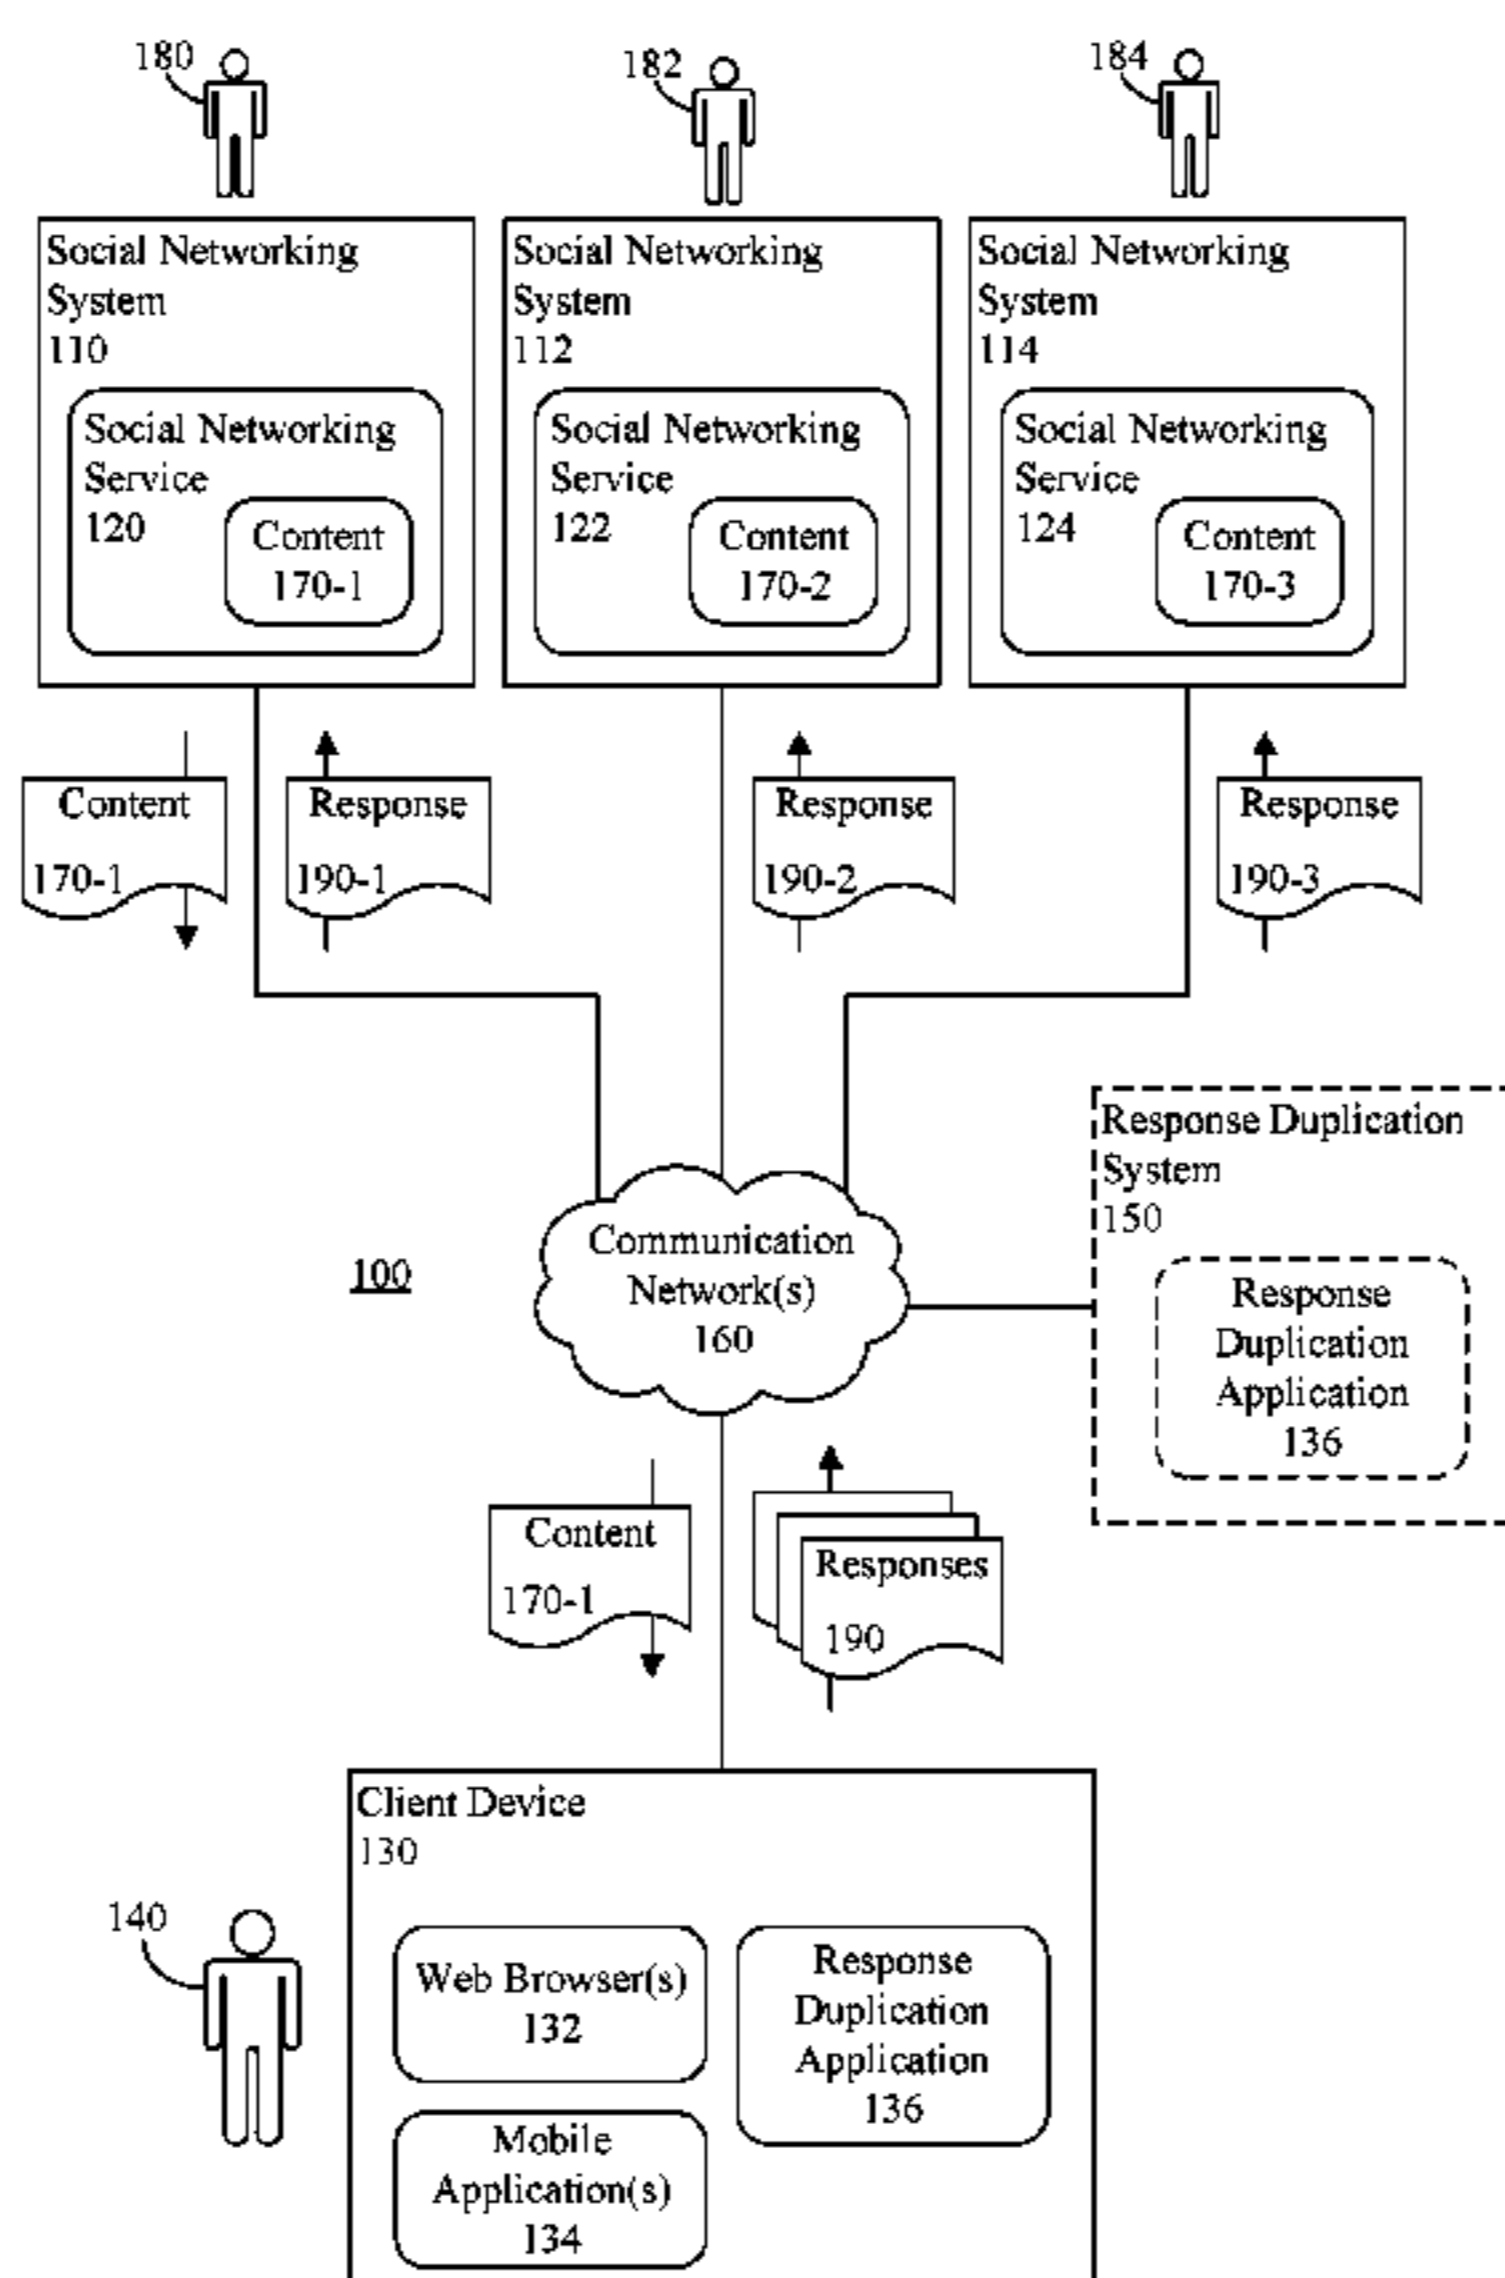 180
182
184
Social Networking
System
110
Social Networking
Service
120
Content
170-1
Social Networking
System
112
Social Networking
Service
122
Content
170-2
Social Networking
System
114
Social Networking
Service
124
Content
170-3
Content
170-1
Response
190-1
Response
190-2
Response
190-3
Response Duplication
System
150
Response
Duplication
Application
136
Communication
Network(s)
160
100
Content
170-1
Responses
190
Client Device
130
140
Web Browser(s)
132
Response
Duplication
Application
136
Mobile
Application(s)
134